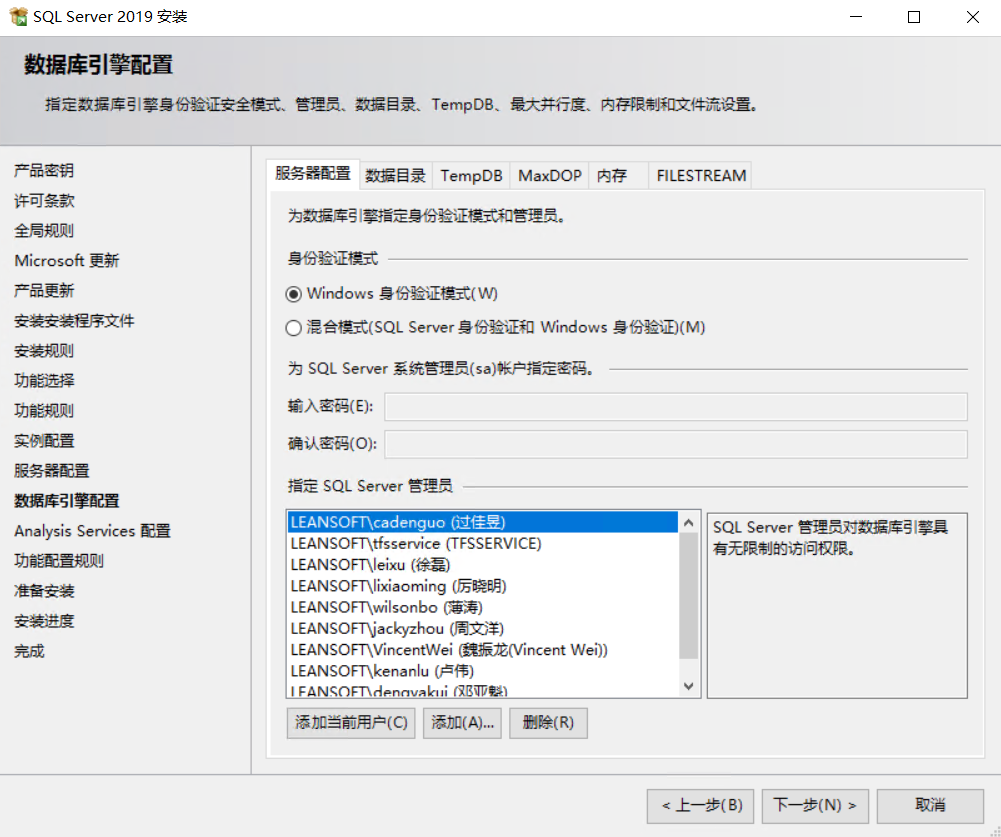 SQL Server 2019 安装
数据库引擎配置
指定数据库引擎身份验证安全模式、管理员、数据目录、TempDB、最大并行度、内存限制和文件流设置。
产品密钥
许可条款
全局规则
Microsoft 更新
产品更新
安装安装程序文件
安装规则
功能选择
功能规则
实例配置
服务器配置
数据库引擎配置
Analysis Services 配置
功能配置规则
准备安装
安装进度
完成
服务器配置 数据目录 TempDB MaxDOP 内存 FILESTREAM
为数据库引擎指定身份验证模式和管理员。
身份验证模式
Windows 身份验证模式(W)
混合模式(SQL Server 身份验证和 Windows 身份验证)(M)
为 SQL Server 系统管理员(sa)帐户指定密码。
输入密码(E):
确认密码(O):
指定 SQL Server 管理员
LEANSOFT\cadenguo (过佳昱)
LEANSOFT\tfsservice (TFSSERVICE)
LEANSOFT\leixu (徐磊)
LEANSOFT\lixiaoming (厉晓明)
LEANSOFT\wilsonbo (薄涛)
LEANSOFT\jackyzhou (周文洋)
LEANSOFT\VincentWei (魏振龙(Vincent Wei))
LEANSOFT\kenanlu (卢伟)
LEANSOFT\dengyakui (邓亚魁)
SQL Server 管理员对数据库引擎具
有无限制的访问权限。
添加当前用户(C) 添加(A)... 删除(R)
< 上一步(B) 下一步(N) > 取消